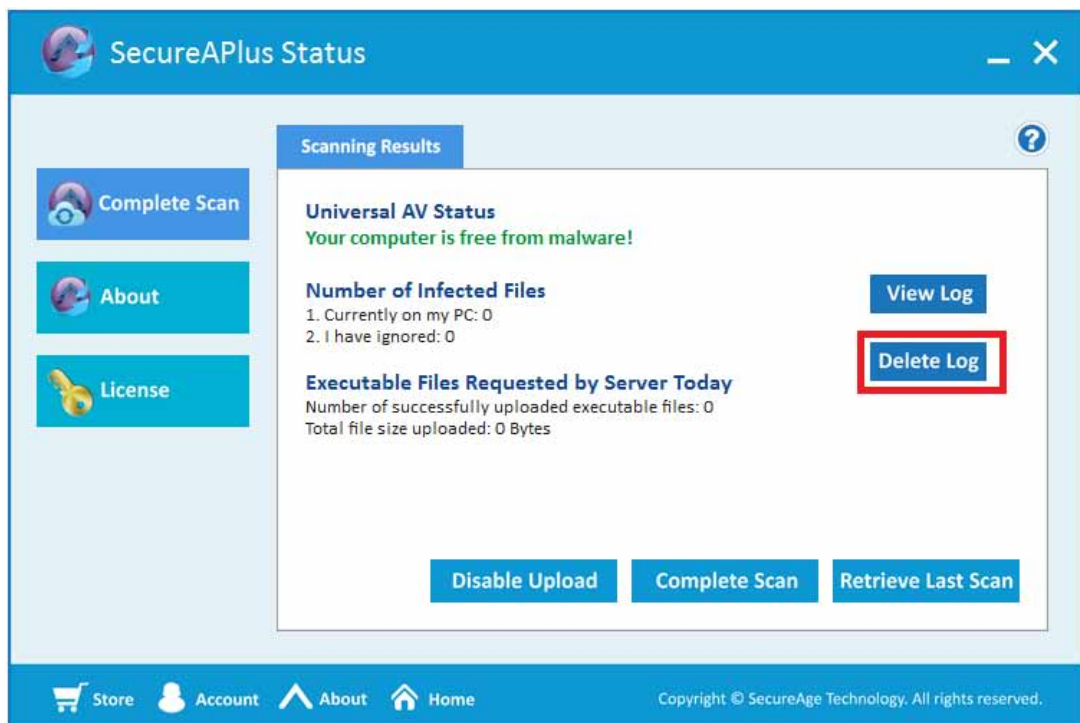 SecureAPlus Status
Scanning Results
?
Complete Scan
About
License
Universal AV Status
Your computer is free from malware!
Number of Infected Files
1. Currently on my PC: 0
2. I have ignored: 0
View Log
Delete Log
Executable Files Requested by Server Today
Number of successfully uploaded executable files: 0
Total file size uploaded: 0 Bytes
Disable Upload
Complete Scan
Retrieve Last Scan
Store
Account
About
Home
Copyright © SecureAge Technology. All rights reserved.